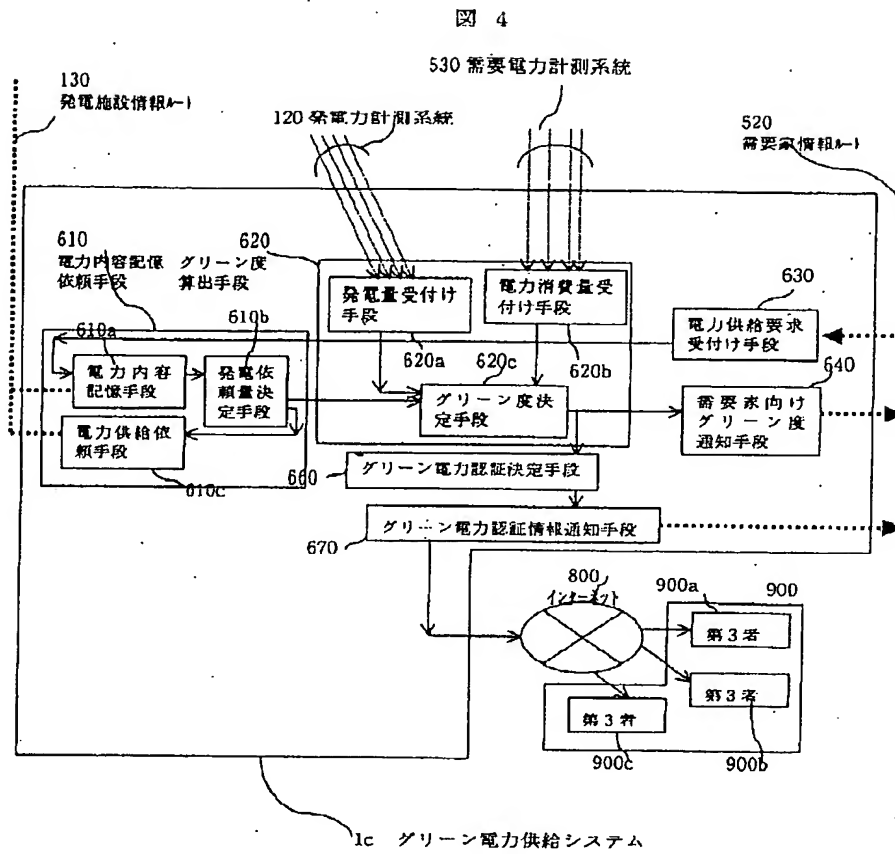 図 4
530 需要電力計測系統
130
発電施設情報ルート
120 発電力計測系統
520
需要家情報ルート
610
電力内容記憶
依頼手段
620
グリーン度
算出手段
発電量受付け
手段
電力消費量受
付け手段
630
電力供給要求
受付け手段
610a
610b
620a
620c
620b
640
電力内容
記憶手段
発電依頼
量決
定手段
グリーン度決
定手段
需要家向け
グリーン度
通知手段
電力供給依
頼手段
610c
660
グリーン電力認証決定手段
グリーン電力認証情報通知手段
670
800
インターネット
900a
900
第3者
第3者
第3者
900c
900b
1c グリーン電力供給システム